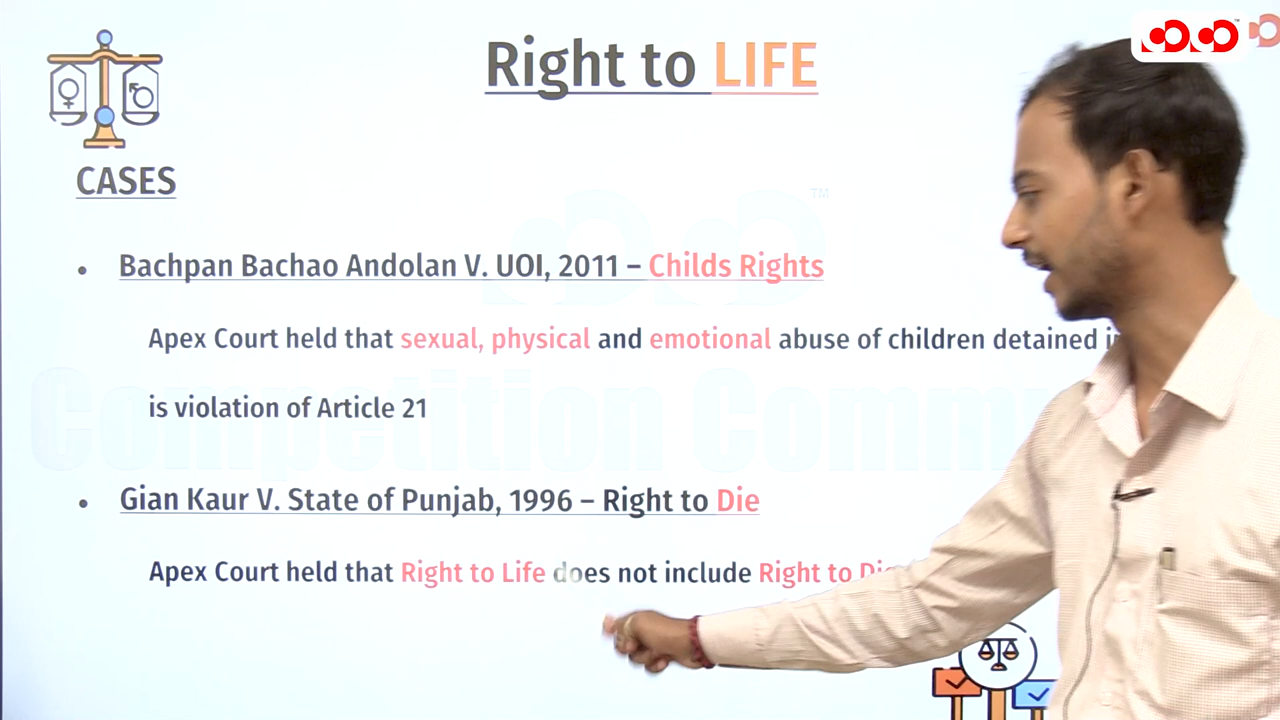 Right to LIFE
CASES
• Bachpan Bachao Andolan V. UOI, 2011 – Childs Rights
Apex Court held that sexual, physical and emotional abuse of children detained
is violation of Article 21
• Gian Kaur V. State of Punjab, 1996 – Right to Die
Apex Court held that Right to Life does not include Right to
TM
Competition